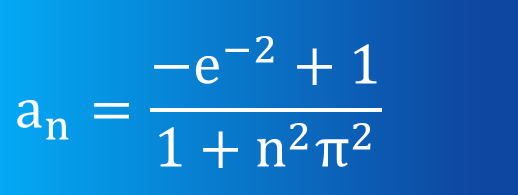 aₙ = (−e⁻² + 1) / (1 + n²π²)